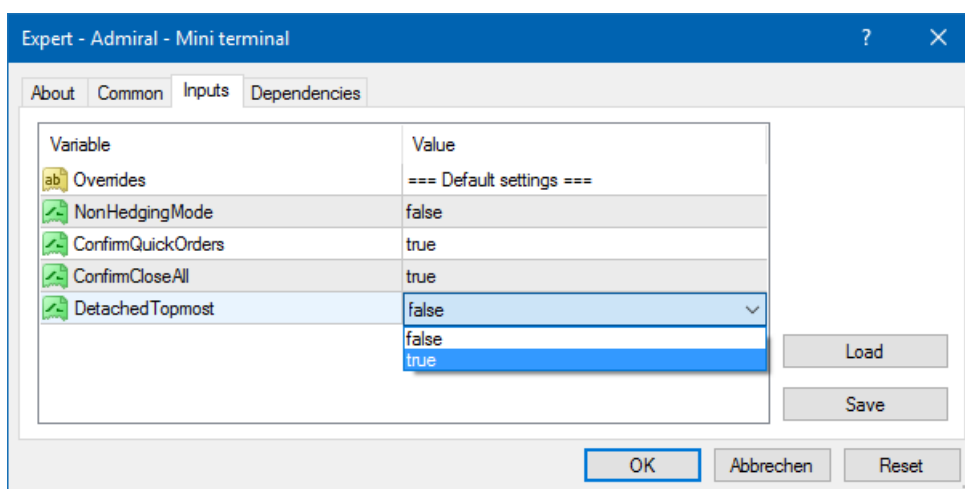 Expert - Admiral - Mini terminal ? ×
About Common Inputs Dependencies
Variable Value
ab Overrides === Default settings ===
NonHedgingMode false
ConfirmQuickOrders true
ConfirmCloseAll true
DetachedTopmost false
false
true
Load
Save
OK Abbrechen Reset